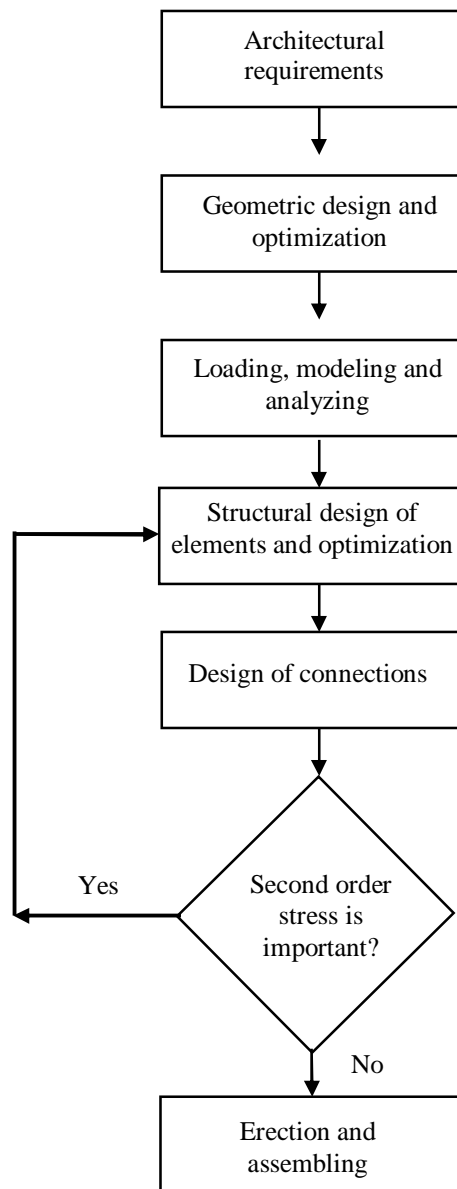 Architectural
requirements
Geometric design and
optimization
Loading, modeling and
analyzing
Structural design of
elements and optimization
Design of connections
Yes
Second order
stress is
important?
No
Erection and
assembling